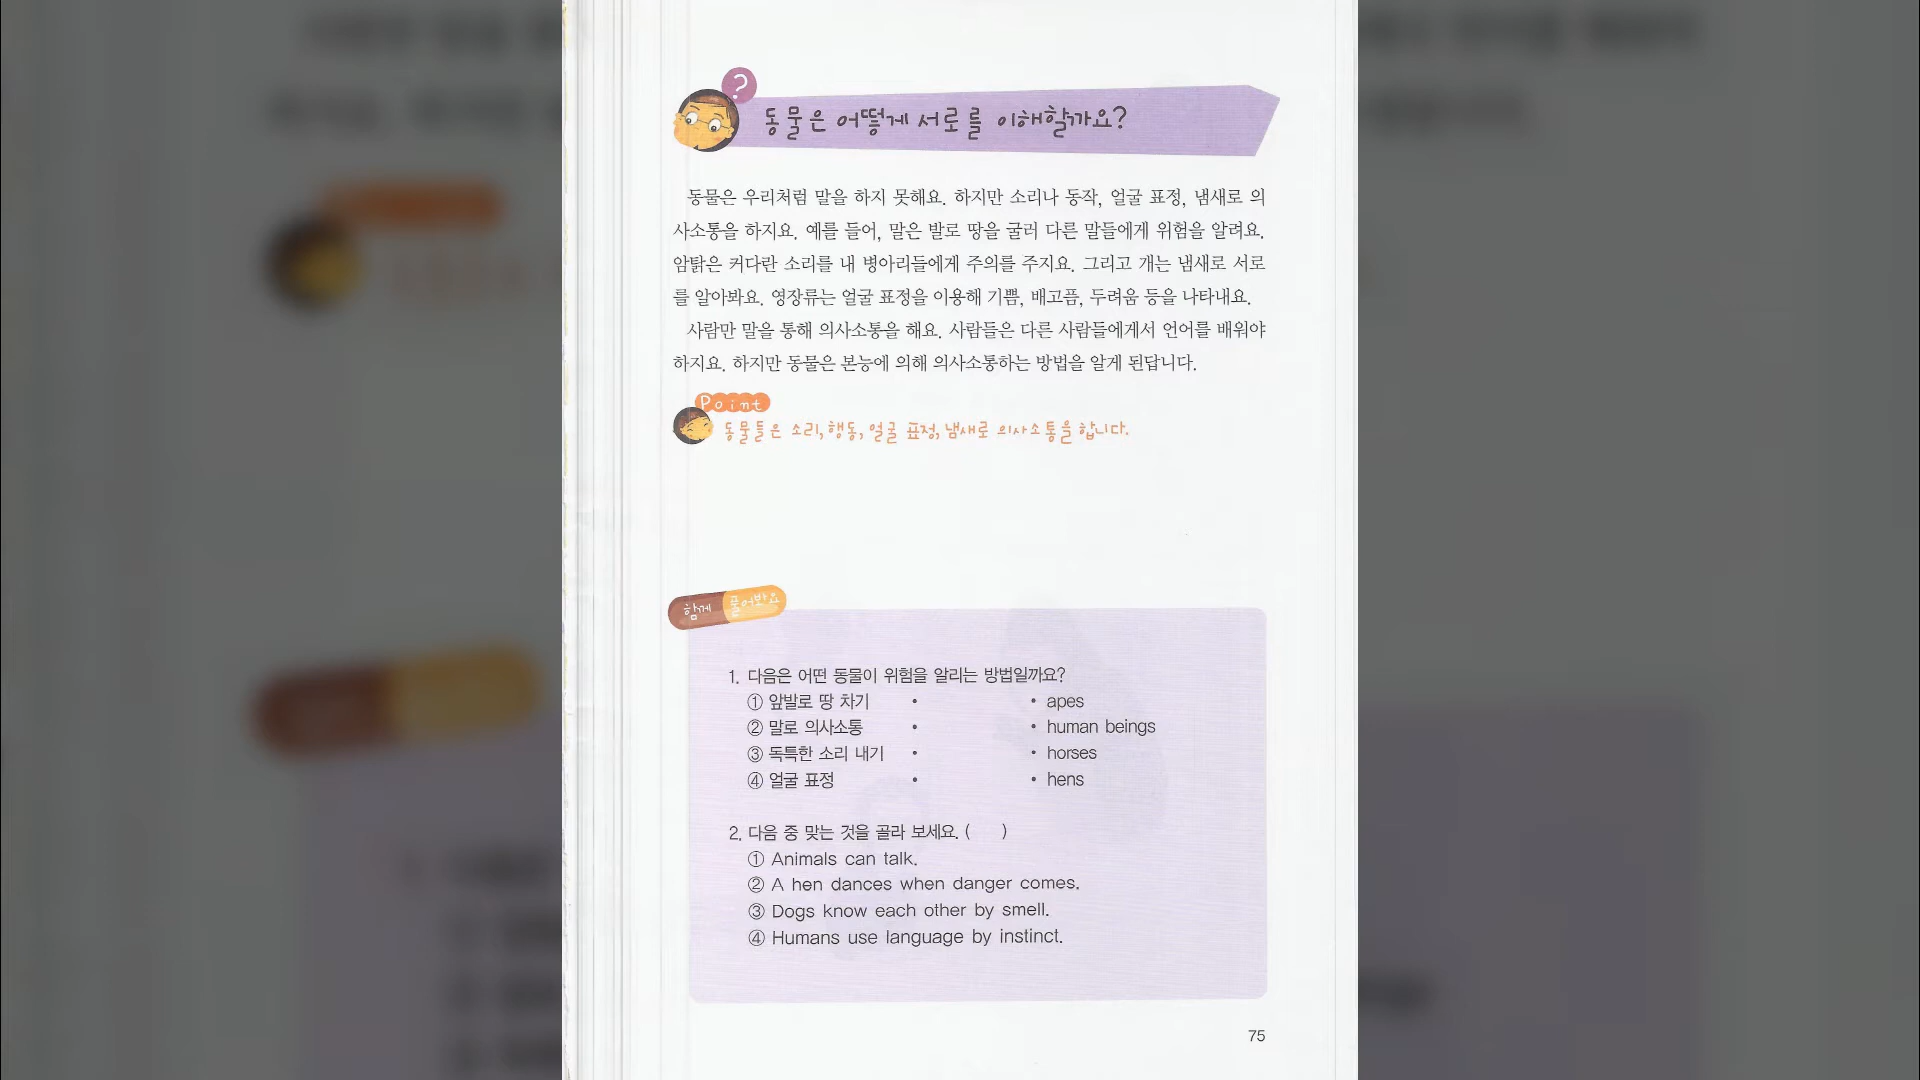 ?
동물은 어떻게 서로를 이해할까요?
동물은 우리처럼 말을 하지 못해요. 하지만 소리나 동작, 얼굴 표정, 냄새로 의
사소통을 하지요. 예를 들어, 말은 발로 땅을 굴러 다른 말들에게 위험을 알려요.
암탉은 커다란 소리를 내 병아리들에게 주의를 주지요. 그리고 개는 냄새로 서로
를 알아봐요. 영장류는 얼굴 표정을 이용해 기쁨, 배고픔, 두려움 등을 나타내요.
사람만 말을 통해 의사소통을 해요. 사람들은 다른 사람들에게서 언어를 배워야
하지요. 하지만 동물은 본능에 의해 의사소통하는 방법을 알게 된답니다.
Point
동물들은 소리, 행동, 얼굴 표정, 냄새로 의사소통을 합니다.
함께 풀어봐요
1. 다음은 어떤 동물이 위험을 알리는 방법일까요?
① 앞발로 땅 차기 • • apes
② 말로 의사소통 • • human beings
③ 독특한 소리 내기 • • horses
④ 얼굴 표정 • • hens
2. 다음 중 맞는 것을 골라 보세요. ( )
① Animals can talk.
② A hen dances when danger comes.
③ Dogs know each other by smell.
④ Humans use language by instinct.
75